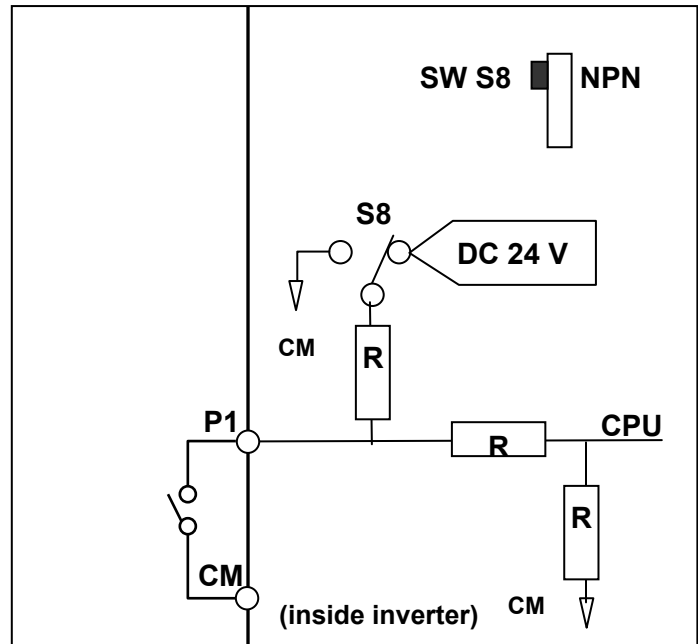 SW S8 NPN
S8
DC 24 V
CM
R
P1
R
CPU
R
CM
(inside inverter)
CM